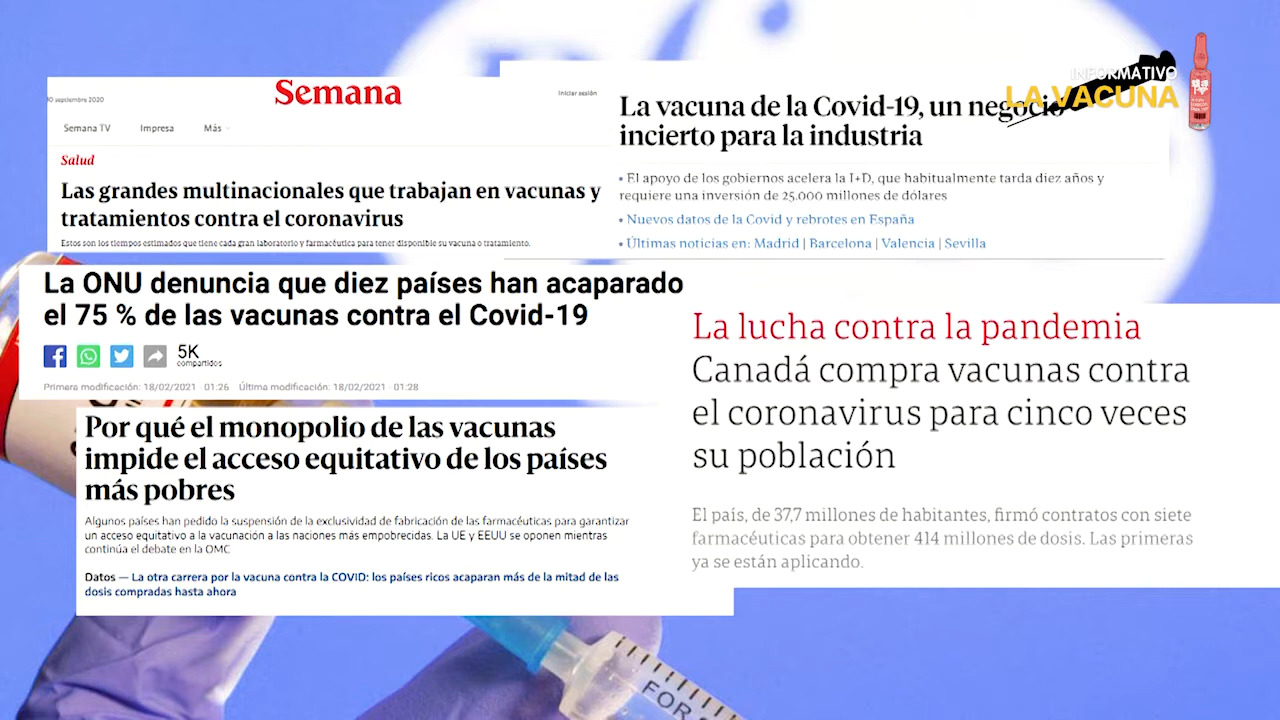 INFORMATIVO
LA VACUNA
10 septiembre 2020
Semana
Iniciar sesión
Semana TV
Impresa
Más
Salud
Las grandes multinacionales que trabajan en vacunas y
tratamientos contra el coronavirus
Estos son los tiempos estimados que tiene cada gran laboratorio y farmacéutica para tener disponible su vacuna o tratamiento.
La vacuna de la Covid-19, un negocio
incierto para la industria
• El apoyo de los gobiernos acelera la I+D, que habitualmente tarda diez años y
requiere una inversión de 25.000 millones de dólares
• Nuevos datos de la Covid y rebrotes en España
• Últimas noticias en: Madrid | Barcelona | Valencia | Sevilla
La ONU denuncia que diez países han acaparado
el 75 % de las vacunas contra el Covid-19
5K
compartidos
Primera modificación: 18/02/2021 - 01:26 Última modificación: 18/02/2021 - 01:28
Por qué el monopolio de las vacunas
impide el acceso equitativo de los países
más pobres
Algunos países han pedido la suspensión de la exclusividad de fabricación de las farmacéuticas para garantizar
un acceso equitativo a la vacunación a las naciones más empobrecidas. La UE y EEUU se oponen mientras
continúa el debate en la OMC
Datos — La otra carrera por la vacuna contra la COVID: los países ricos acaparan más de la mitad de las
dosis compradas hasta ahora
La lucha contra la pandemia
Canadá compra vacunas contra
el coronavirus para cinco veces
su población
El país, de 37,7 millones de habitantes, firmó contratos con siete
farmacéuticas para obtener 414 millones de dosis. Las primeras
ya se están aplicando.
FOR